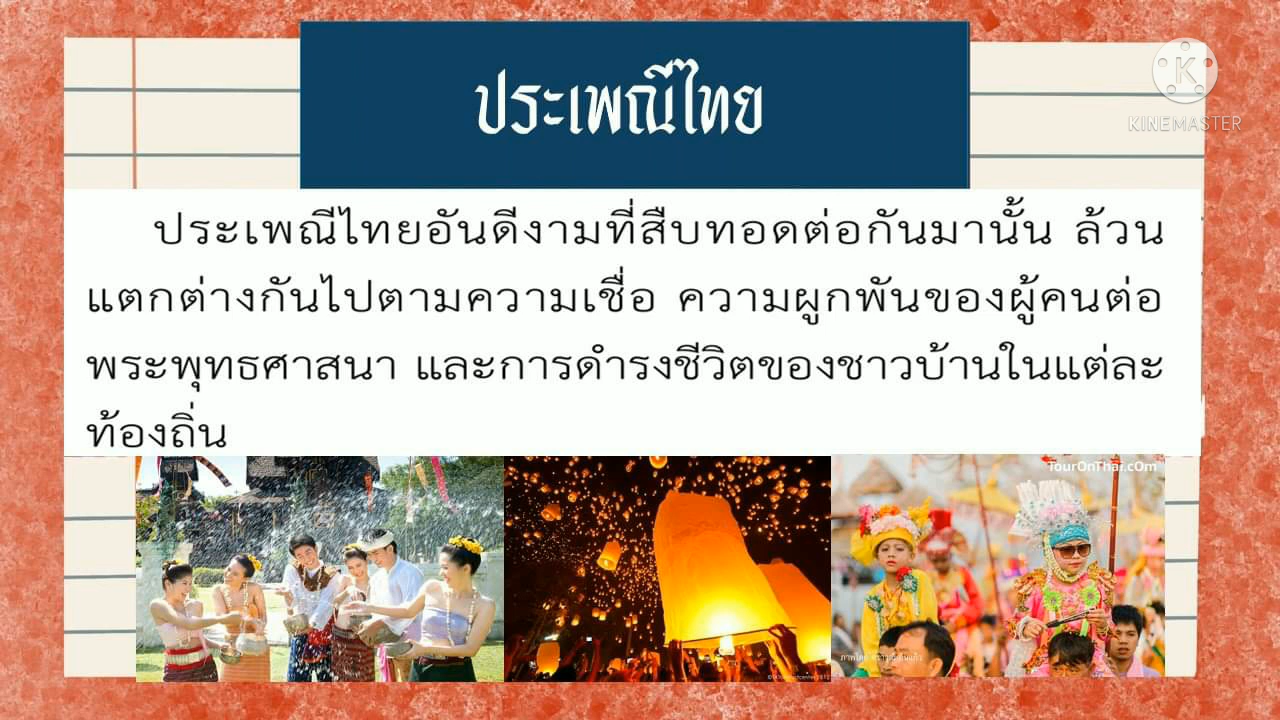 ประเพณีไทย
KINEMASTER
ประเพณีไทยอันดีงามที่สืบทอดต่อกันมานั้น ล้วน
แตกต่างกันไปตามความเชื่อ ความผูกพันของผู้คนต่อ
พระพุทธศาสนา และการดำรงชีวิตของชาวบ้านในแต่ละ
ท้องถิ่น
TourOnThai.cOm
ภาพโดย